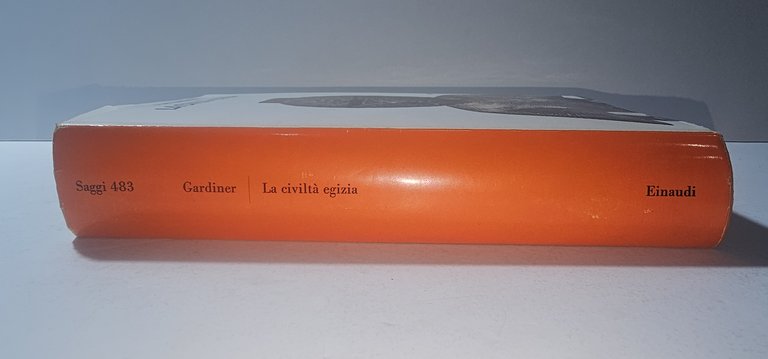 Saggi 483 Gardiner La civiltà egizia Einaudi